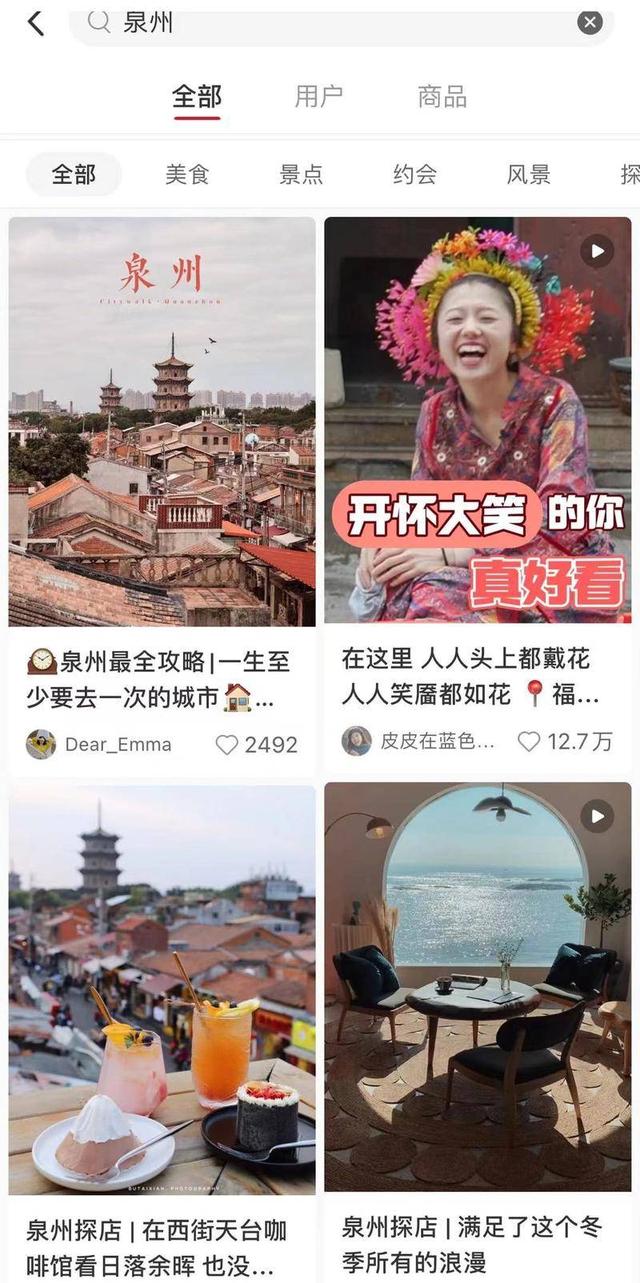 泉州
全部
用户
商品
全部
美食
景点
约会
风景
探
泉州
Citywalk·Quanzhou
开怀大笑的你
真好看
泉州最全攻略|一生至
少要去一次的城市...
Dear_Emma
2492
在这里 人人头上都戴花
人人笑靥都如花 福...
皮皮在蓝色...
12.7万
BUTAIXIAN. PHOTOGRAPHY
泉州探店 | 在西街天台咖
啡馆看日落余晖 也没...
泉州探店 | 满足了这个冬
季所有的浪漫